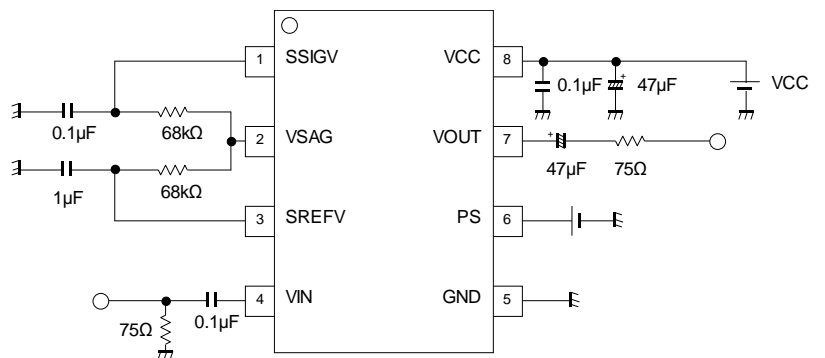 1 SSIGV VCC 8
0.1µF 68kΩ
0.1µF + 47µF VCC
2 VSAG VOUT 7
+
1µF 68kΩ
47µF 75Ω
3 SREFV PS 6
4 VIN GND 5
75Ω 0.1µF